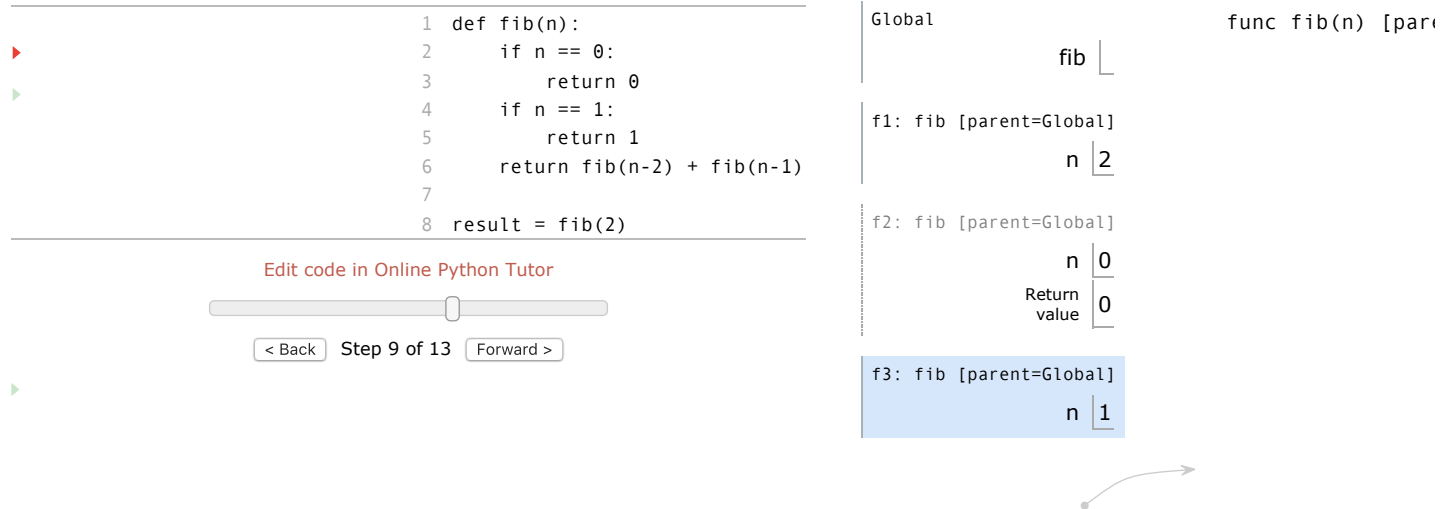 1 def fib(n):
2     if n == 0:
3         return 0
4     if n == 1:
5         return 1
6     return fib(n-2) + fib(n-1)
7
8 result = fib(2)
Edit code in Online Python Tutor
< Back Step 9 of 13 Forward >
Global
fib
f1: fib [parent=Global]
n 2
f2: fib [parent=Global]
n 0
Return
value 0
f3: fib [parent=Global]
n 1
func fib(n) [pare